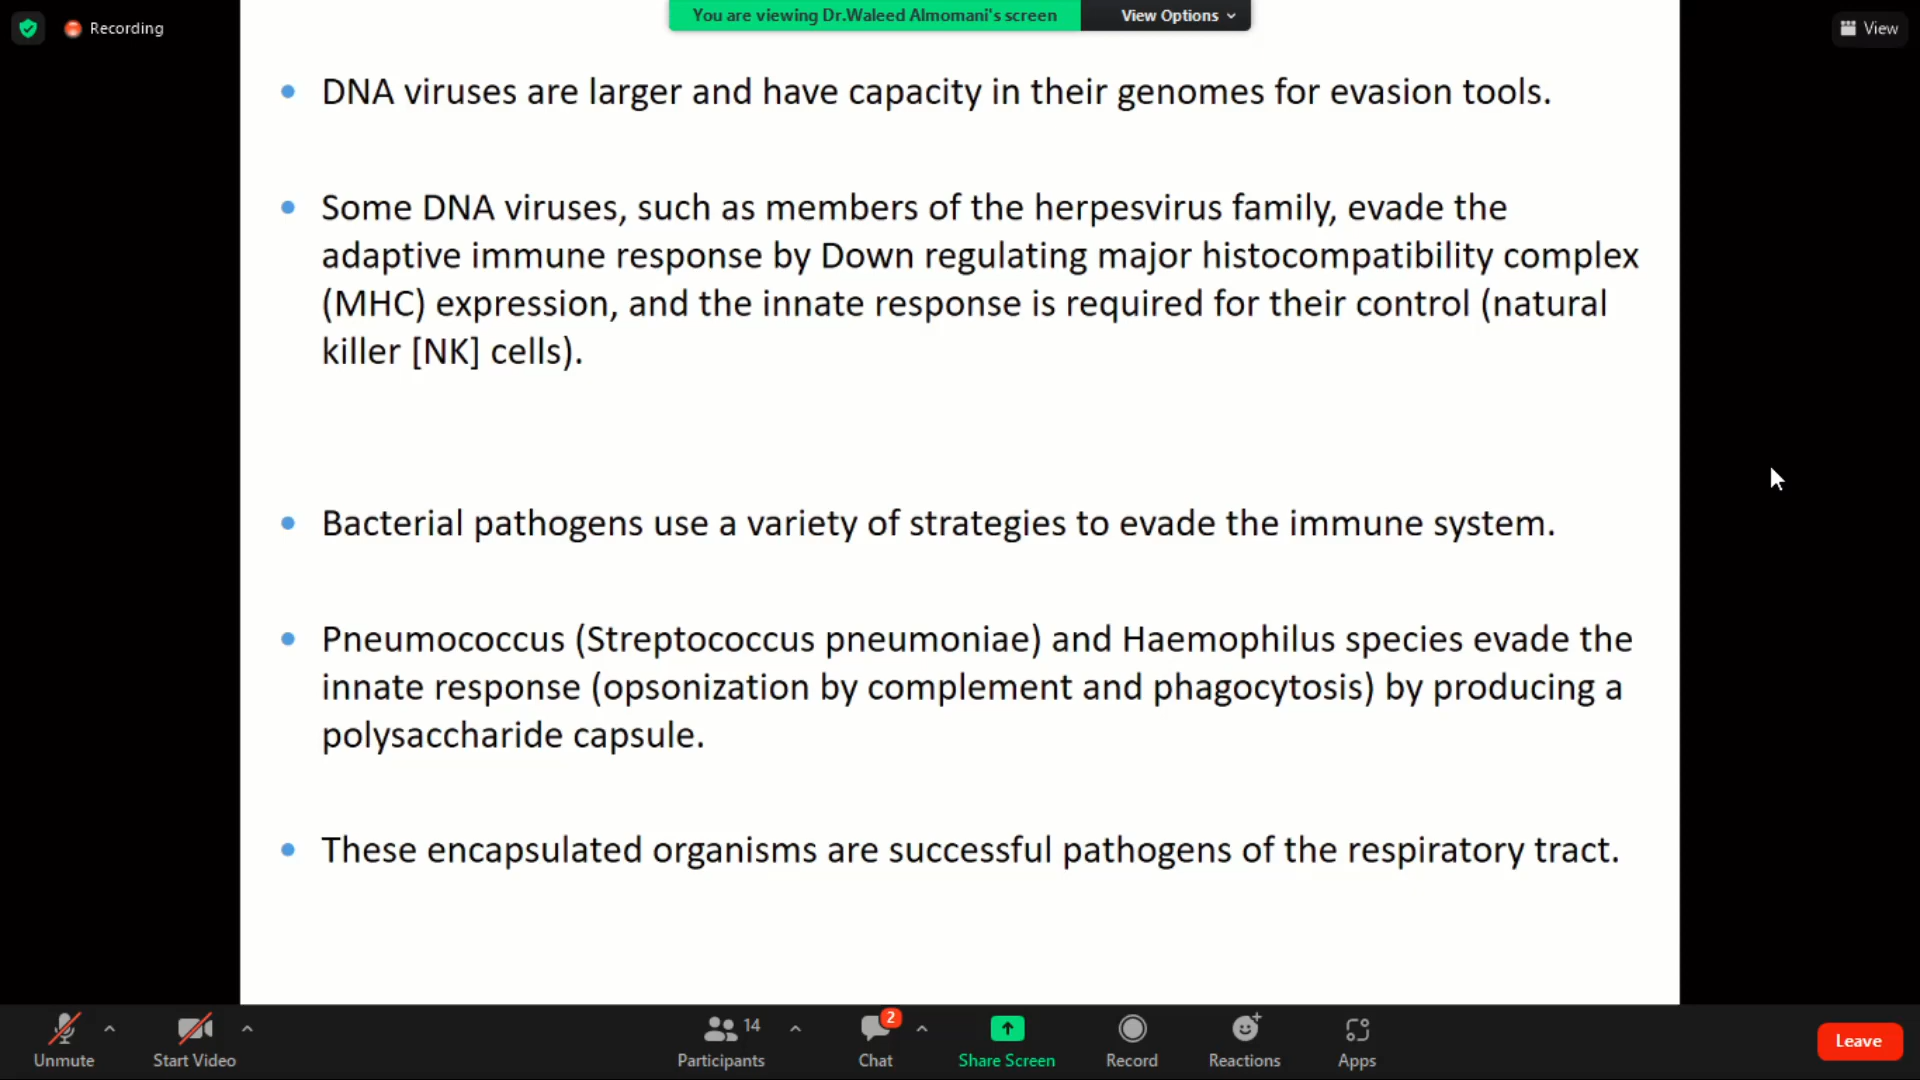 Recording
You are viewing Dr.Waleed Almomani's screen
View Options
View
• DNA viruses are larger and have capacity in their genomes for evasion tools.
• Some DNA viruses, such as members of the herpesvirus family, evade the
adaptive immune response by Down regulating major histocompatibility complex
(MHC) expression, and the innate response is required for their control (natural
killer [NK] cells).
• Bacterial pathogens use a variety of strategies to evade the immune system.
• Pneumococcus (Streptococcus pneumoniae) and Haemophilus species evade the
innate response (opsonization by complement and phagocytosis) by producing a
polysaccharide capsule.
• These encapsulated organisms are successful pathogens of the respiratory tract.
Unmute
Start Video
14
Participants
2
Chat
Share Screen
Record
Reactions
Apps
Leave